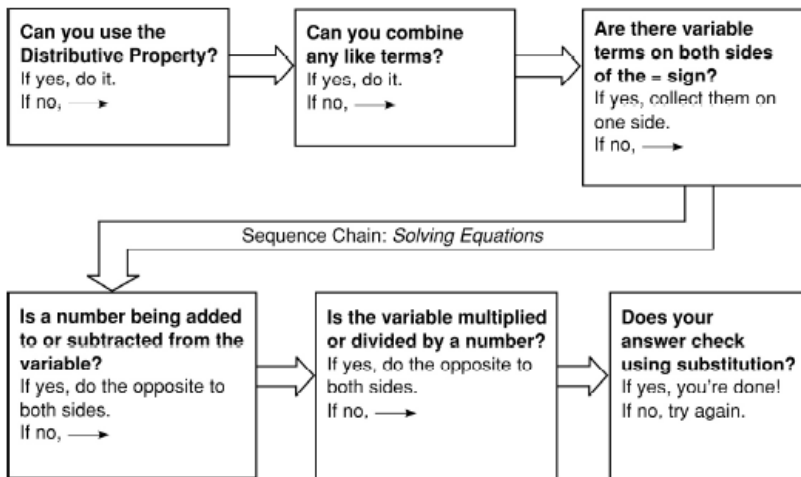 Can you use the
Distributive Property?
If yes, do it.
If no, →
Can you combine
any like terms?
If yes, do it.
If no, →
Are there variable
terms on both sides
of the = sign?
If yes, collect them on
one side.
If no, →
Sequence Chain: Solving Equations
Is a number being added
to or subtracted from the
variable?
If yes, do the opposite to
both sides.
If no, →
Is the variable multiplied
or divided by a number?
If yes, do the opposite to
both sides.
If no, →
Does your
answer check
using substitution?
If yes, you're done!
If no, try again.